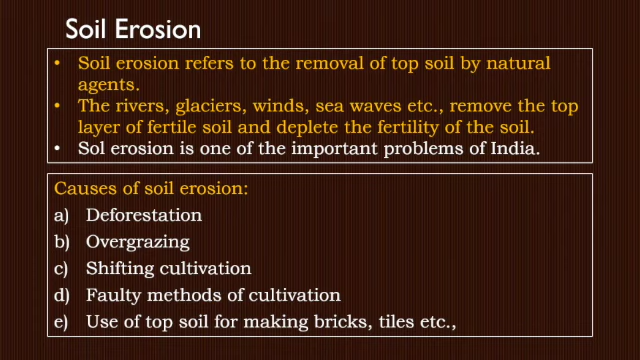 Soil Erosion
• Soil erosion refers to the removal of top soil by natural
agents.
• The rivers, glaciers, winds, sea waves etc., remove the top
layer of fertile soil and deplete the fertility of the soil.
• Sol erosion is one of the important problems of India.
Causes of soil erosion:
a) Deforestation
b) Overgrazing
c) Shifting cultivation
d) Faulty methods of cultivation
e) Use of top soil for making bricks, tiles etc.,